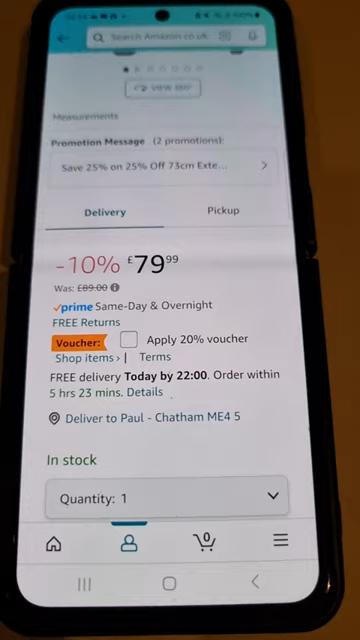 Search Amazon.co.uk
VIEW
Measurements
Promotion Message (2 promotions):
Save 25% on 25% Off 73cm Exte...
Delivery
Pickup
-10% £79⁹⁹
Was: £89.00
prime Same-Day & Overnight
FREE Returns
Voucher: Apply 20% voucher
Shop items > | Terms
FREE delivery Today by 22:00. Order within
5 hrs 23 mins. Details
Deliver to Paul - Chatham ME4 5
In stock
Quantity: 1
0